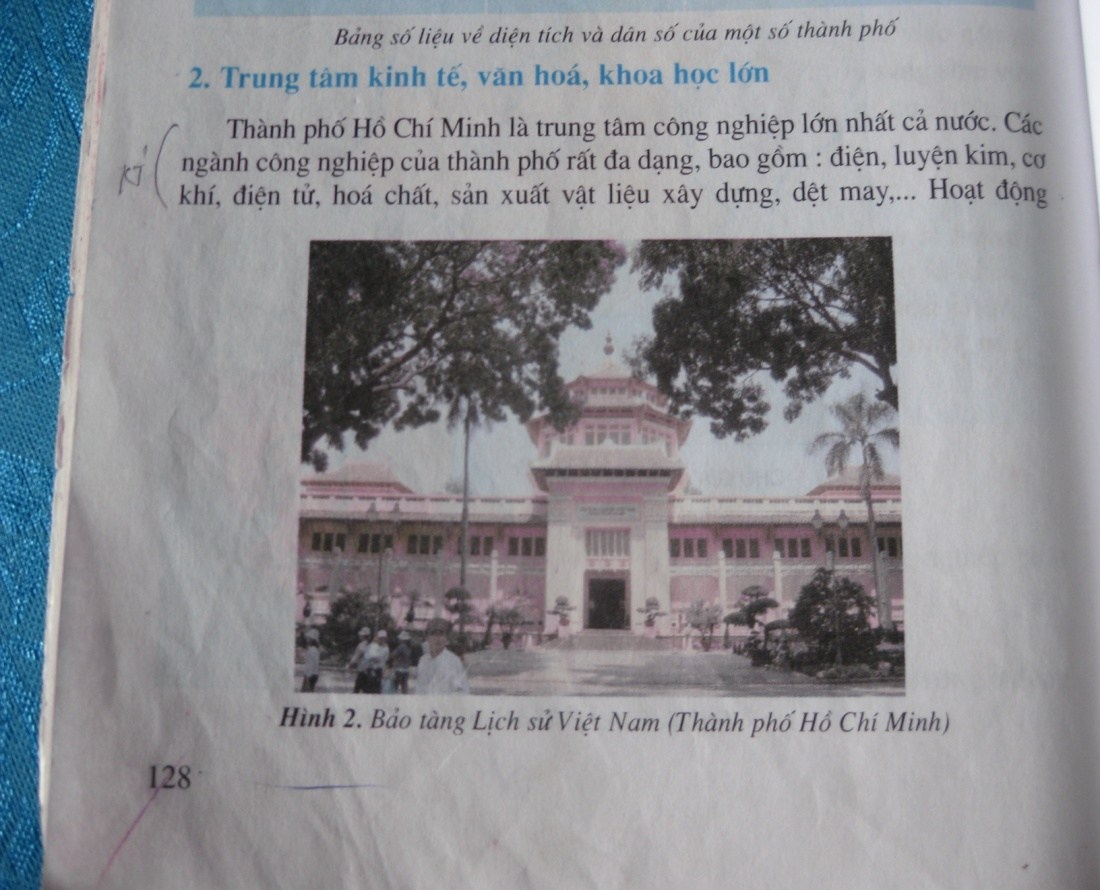 Bảng số liệu về diện tích và dân số của một số thành phố
2. Trung tâm kinh tế, văn hoá, khoa học lớn
Thành phố Hồ Chí Minh là trung tâm công nghiệp lớn nhất cả nước. Các
ngành công nghiệp của thành phố rất đa dạng, bao gồm : điện, luyện kim, cơ
khí, điện tử, hoá chất, sản xuất vật liệu xây dựng, dệt may,... Hoạt động
Hình 2. Bảo tàng Lịch sử Việt Nam (Thành phố Hồ Chí Minh)
128